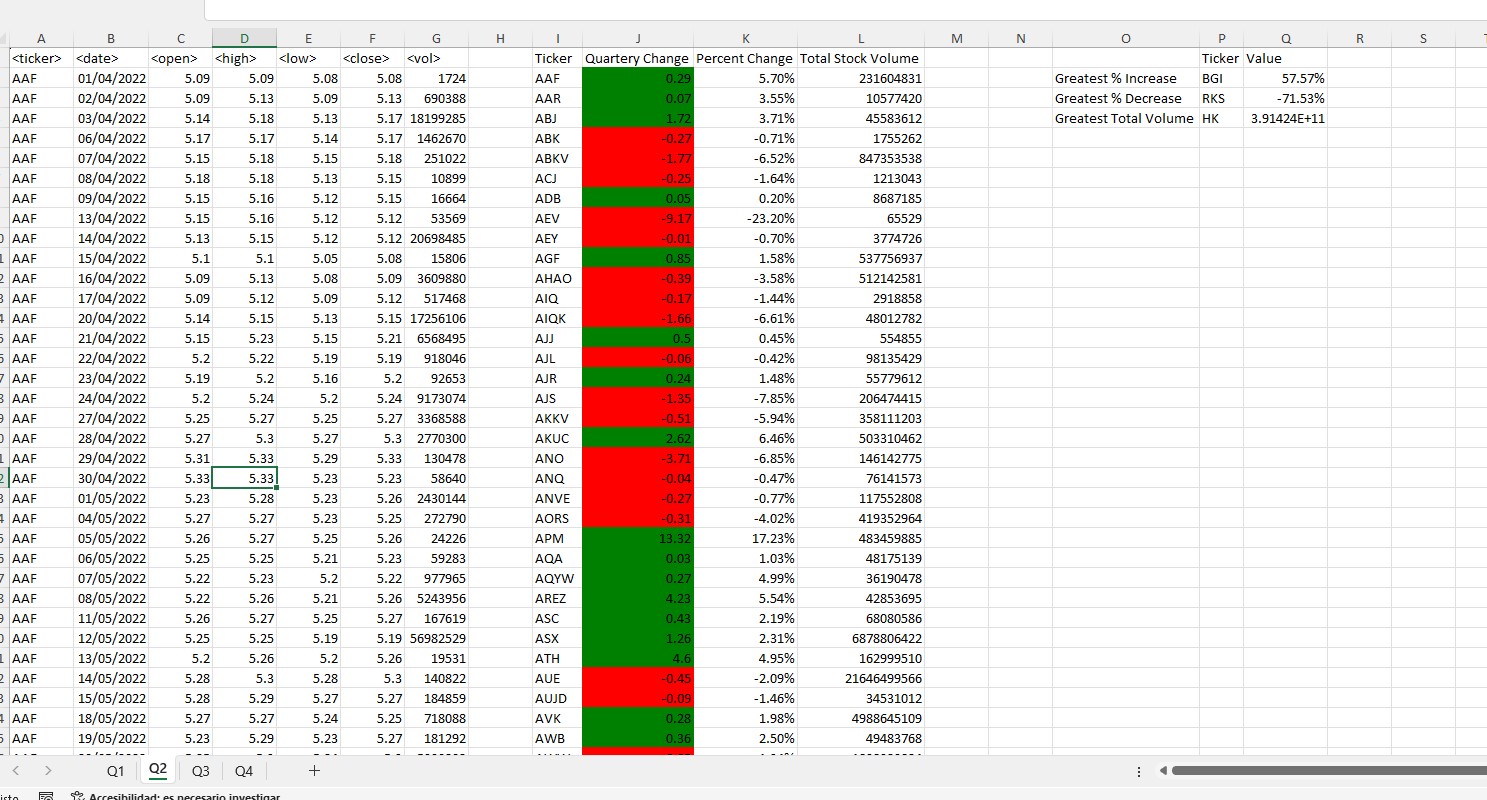 A B C D E F G H I J K L M N O P Q R S
<ticker> <date> <open> <high> <low> <close> <vol> Ticker Quartery Change Percent Change Total Stock Volume Ticker Value
AAF 01/04/2022 5.09 5.09 5.08 5.08 1724 AAF 0.29 5.70% 231604831 Greatest % Increase BGI 57.57%
AAF 02/04/2022 5.09 5.13 5.09 5.13 690388 AAR 0.07 3.55% 10577420 Greatest % Decrease RKS -71.53%
AAF 03/04/2022 5.14 5.18 5.13 5.17 18199285 ABJ 1.72 3.71% 45583612 Greatest Total Volume HK 3.91424E+11
AAF 06/04/2022 5.17 5.17 5.14 5.17 1462670 ABK -0.27 -0.71% 1755262
AAF 07/04/2022 5.15 5.18 5.15 5.18 251022 ABKV -1.77 -6.52% 847353538
AAF 08/04/2022 5.18 5.18 5.13 5.15 10899 ACJ -0.25 -1.64% 1213043
AAF 09/04/2022 5.15 5.16 5.12 5.15 16664 ADB 0.05 0.20% 8687185
AAF 13/04/2022 5.15 5.16 5.12 5.12 53569 AEV -9.17 -23.20% 65529
AAF 14/04/2022 5.13 5.15 5.12 5.12 20698485 AEY -0.01 -0.70% 3774726
AAF 15/04/2022 5.1 5.1 5.05 5.08 15806 AGF 0.85 1.58% 537756937
AAF 16/04/2022 5.09 5.13 5.08 5.09 3609880 AHAO -0.39 -3.58% 512142581
AAF 17/04/2022 5.09 5.12 5.09 5.12 517468 AIQ -0.17 -1.44% 2918858
AAF 20/04/2022 5.14 5.15 5.13 5.15 17256106 AIQK -1.66 -6.61% 48012782
AAF 21/04/2022 5.15 5.23 5.15 5.21 6568495 AJJ 0.5 0.45% 554855
AAF 22/04/2022 5.2 5.22 5.19 5.19 918046 AJL -0.06 -0.42% 98135429
AAF 23/04/2022 5.19 5.2 5.16 5.2 92653 AJR 0.24 1.48% 55779612
AAF 24/04/2022 5.2 5.24 5.2 5.24 9173074 AJS -1.35 -7.85% 206474415
AAF 27/04/2022 5.25 5.27 5.25 5.27 3368588 AKKV -0.51 -5.94% 358111203
AAF 28/04/2022 5.27 5.3 5.27 5.3 2770300 AKUC 2.62 6.46% 503310462
AAF 29/04/2022 5.31 5.33 5.29 5.33 130478 ANO -3.71 -6.85% 146142775
AAF 30/04/2022 5.33 5.33 5.23 5.23 58640 ANQ -0.04 -0.47% 76141573
AAF 01/05/2022 5.23 5.28 5.23 5.26 2430144 ANVE -0.27 -0.77% 117552808
AAF 04/05/2022 5.27 5.27 5.23 5.25 272790 AORS -0.31 -4.02% 419352964
AAF 05/05/2022 5.26 5.27 5.25 5.26 24226 APM 13.32 17.23% 483459885
AAF 06/05/2022 5.25 5.25 5.21 5.23 59283 AQA 0.03 1.03% 48175139
AAF 07/05/2022 5.22 5.23 5.2 5.22 977965 AQYW 0.27 4.99% 36190478
AAF 08/05/2022 5.22 5.26 5.21 5.26 5243956 AREZ 4.23 5.54% 42853695
AAF 11/05/2022 5.26 5.27 5.25 5.27 167619 ASC 0.43 2.19% 68080586
AAF 12/05/2022 5.25 5.25 5.19 5.19 56982529 ASX 1.26 2.31% 6878806422
AAF 13/05/2022 5.2 5.26 5.2 5.26 19531 ATH 4.6 4.95% 162999510
AAF 14/05/2022 5.28 5.3 5.28 5.3 140822 AUE -0.45 -2.09% 21646499566
AAF 15/05/2022 5.28 5.29 5.27 5.27 184859 AUJD -0.09 -1.46% 34531012
AAF 18/05/2022 5.27 5.27 5.24 5.25 718088 AVK 0.28 1.98% 4988645109
AAF 19/05/2022 5.23 5.29 5.23 5.27 181292 AWB 0.36 2.50% 49483768
Q1 Q2 Q3 Q4
Accesibilidad: es necesario investigar